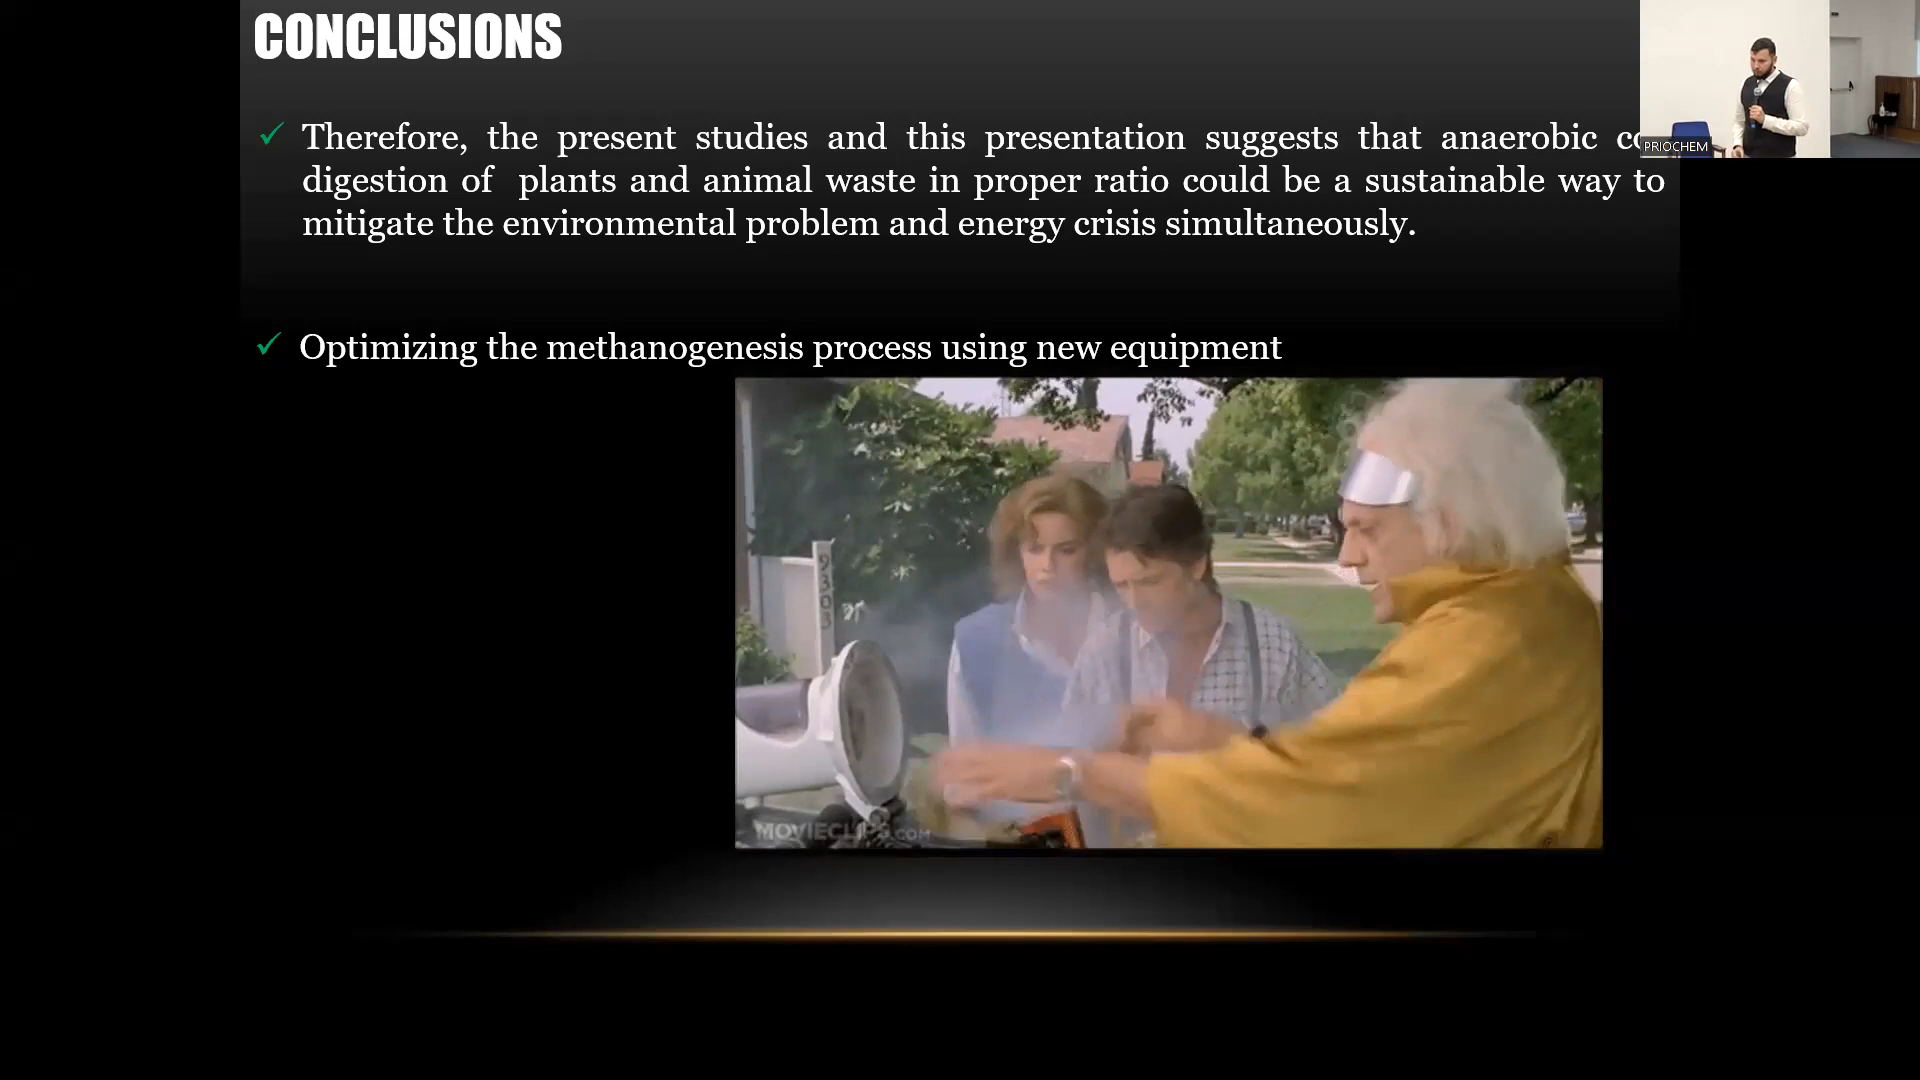 CONCLUSIONS
Therefore, the present studies and this presentation suggests that anaerobic
digestion of plants and animal waste in proper ratio could be a sustainable way to
mitigate the environmental problem and energy crisis simultaneously.
Optimizing the methanogenesis process using new equipment
PRIOCHEM
9303
MOVIECLIPS.COM